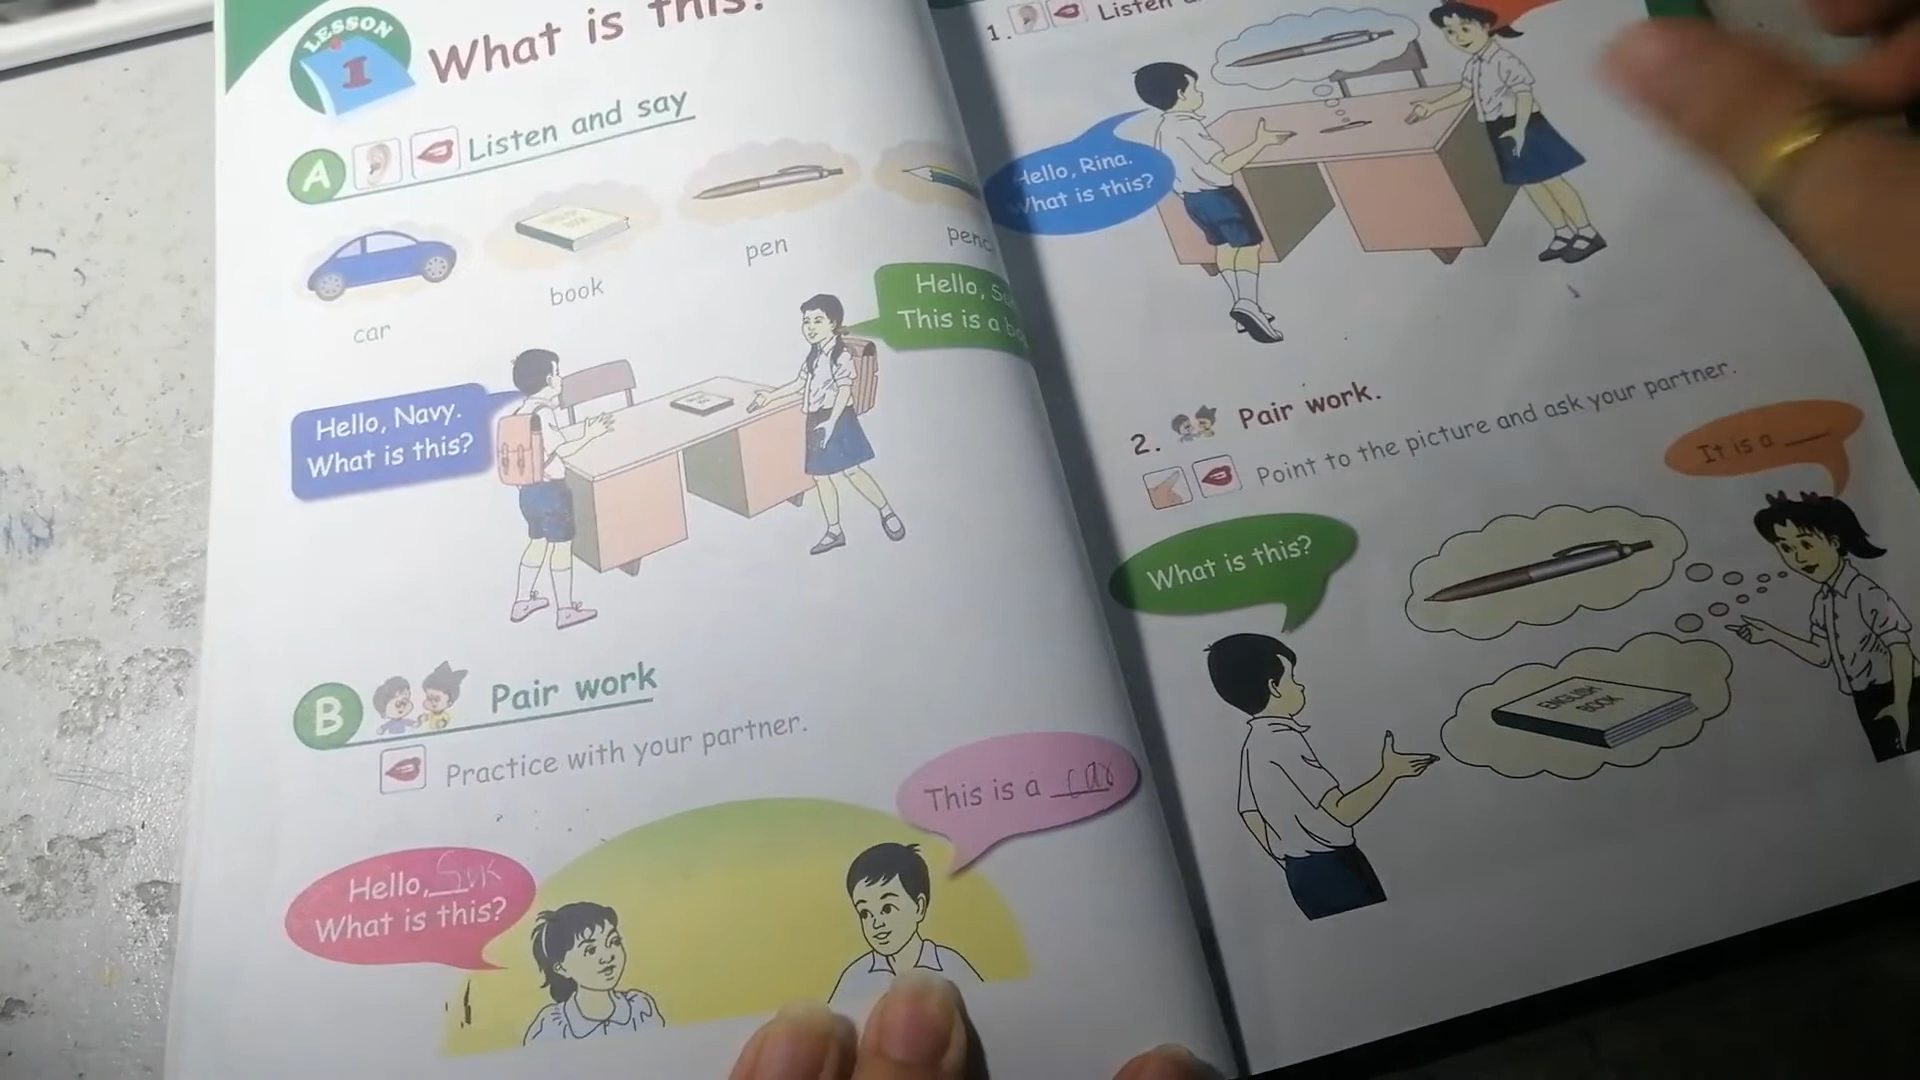 LESSON
1
What is this?
A Listen and say
car
book
pen
Hello,
This is a
Hello, Navy.
What is this?
B Pair work
Practice with your partner.
This is a car
Hello, Sok
What is this?
1. Listen
Hello, Rina.
What is this?
2. Pair work.
Point to the picture and ask your partner.
It is a ___
What is this?
ENGLISH
BOOK